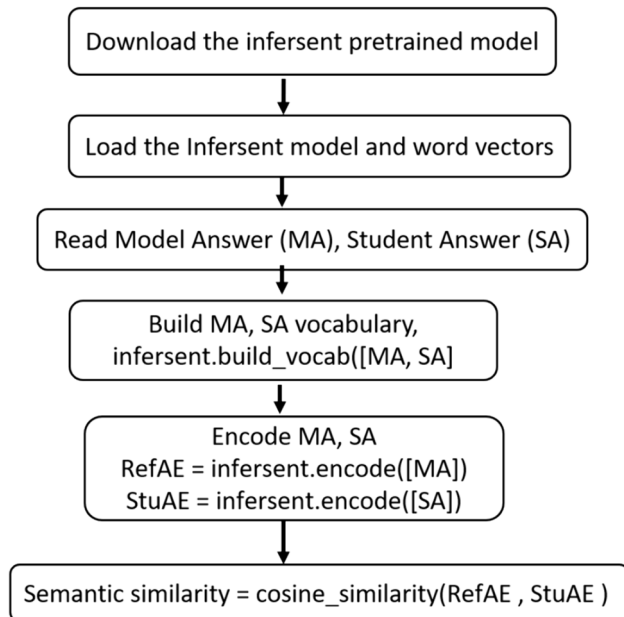 Download the infersent pretrained model
Load the Infersent model and word vectors
Read Model Answer (MA), Student Answer (SA)
Build MA, SA vocabulary,
infersent.build_vocab([MA, SA]
Encode MA, SA
RefAE = infersent.encode([MA])
StuAE = infersent.encode([SA])
Semantic similarity = cosine_similarity(RefAE , StuAE )